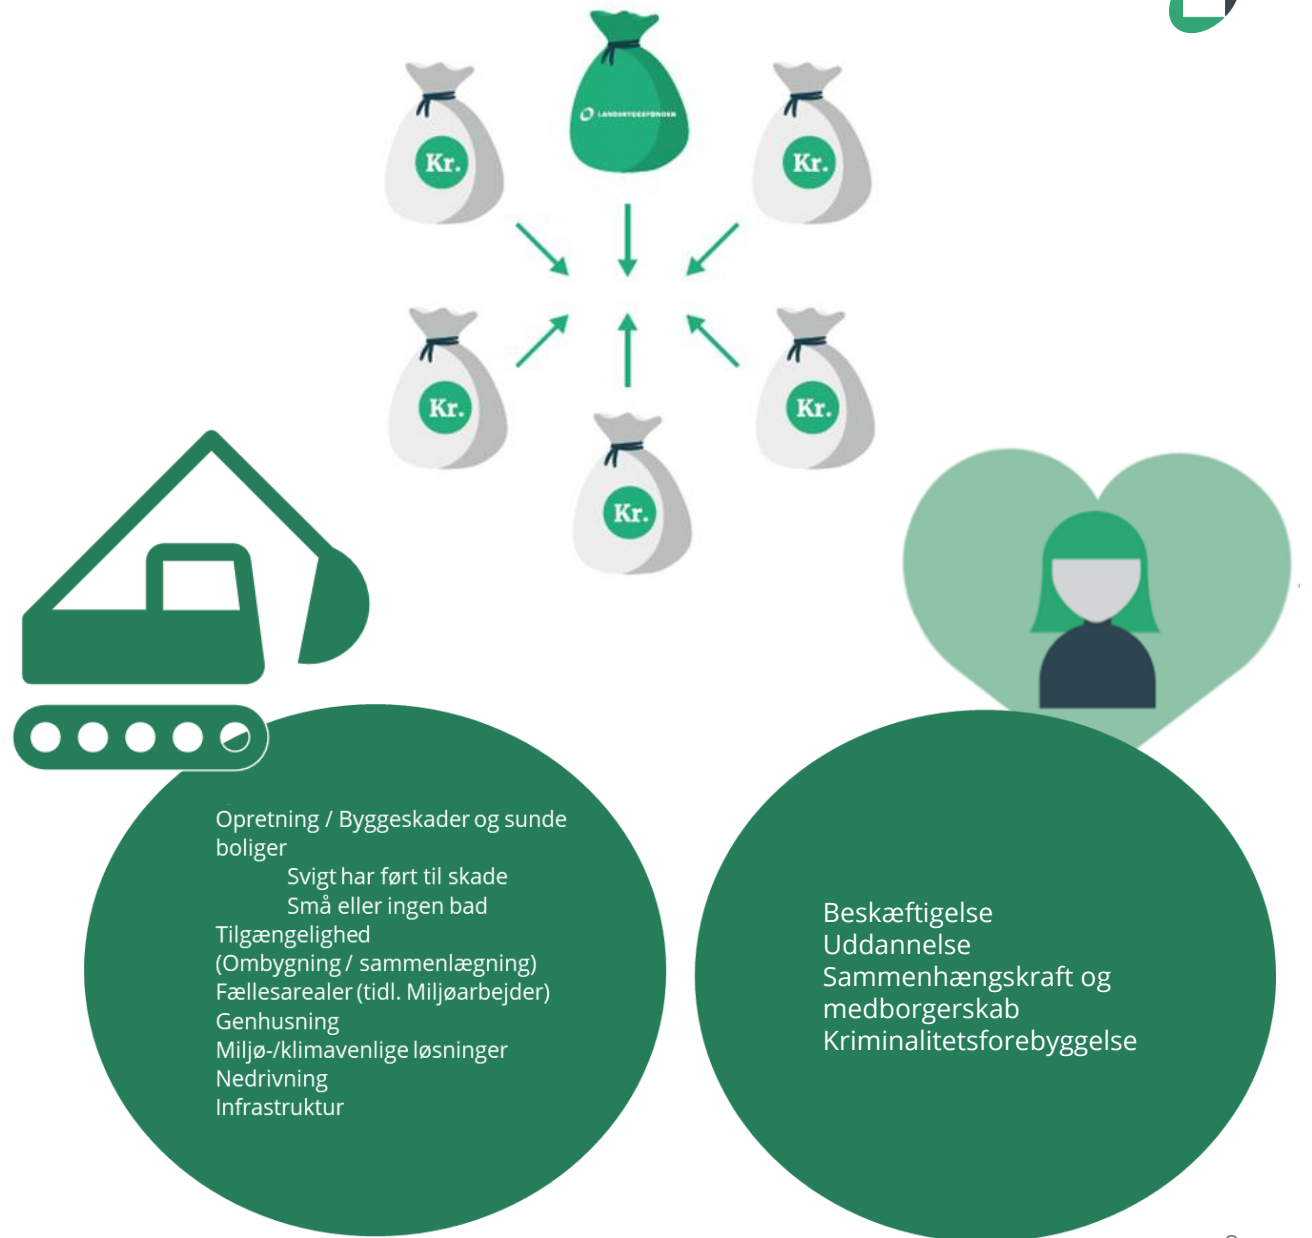 LANDSBYGGEFONDEN
Kr.
Kr.
Kr.
Kr.
Kr.
Opretning / Byggeskader og sunde
boliger
Svigt har ført til skade
Små eller ingen bad
Tilgængelighed
(Ombygning / sammenlægning)
Fællesarealer (tidl. Miljøarbejder)
Genhusning
Miljø-/klimavenlige løsninger
Nedrivning
Infrastruktur
Beskæftigelse
Uddannelse
Sammenhængskraft og
medborgerskab
Kriminalitetsforebyggelse